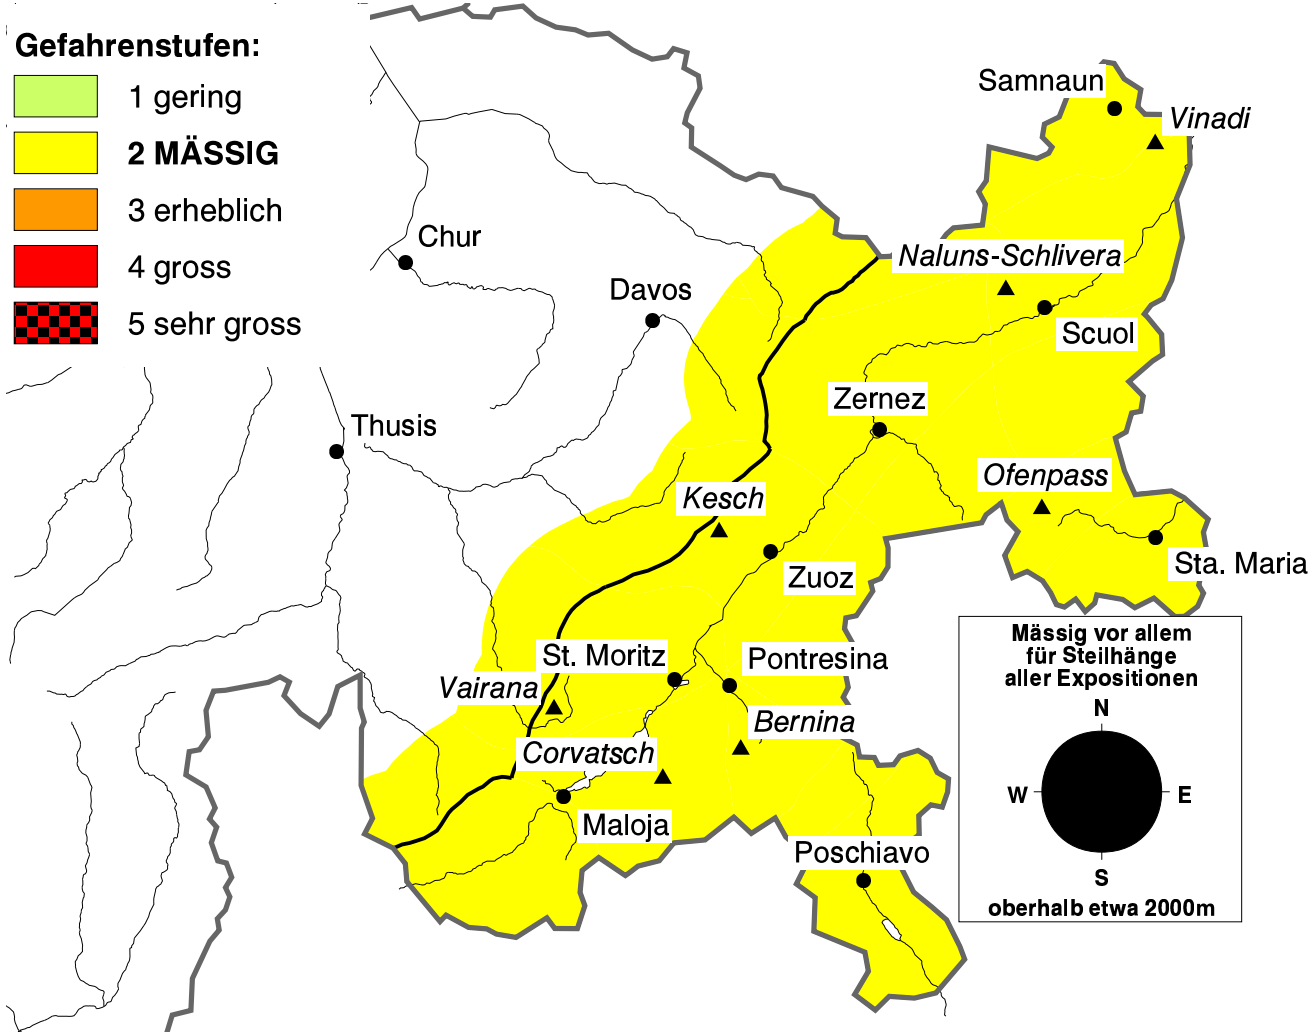 Gefahrenstufen:
1 gering
2 MÄSSIG
3 erheblich
4 gross
5 sehr gross
Samnaun
Vinadi
Chur
Naluns-Schlivera
Davos
Scuol
Zernez
Thusis
Ofenpass
Kesch
Sta. Maria
Zuoz
St. Moritz
Pontresina
Vairana
Bernina
Corvatsch
Maloja
Poschiavo
Mässig vor allem
für Steilhänge
aller Expositionen
N
W E
S
oberhalb etwa 2000m